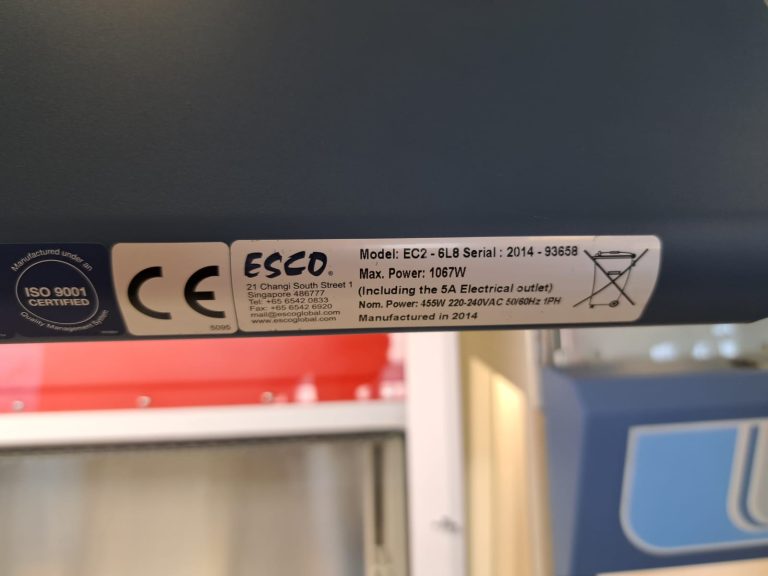 Manufactured under an
ISO 9001
CERTIFIED
Quality Management System
CE
5095
ESCO®
21 Changi South Street 1
Singapore 486777
Tel: +65 6542 0833
Fax: +65 6542 6920
mail@escoglobal.com
www.escoglobal.com
Model: EC2 - 6L8 Serial : 2014 - 93658
Max. Power: 1067W
(Including the 5A Electrical outlet)
Nom. Power: 455W 220-240VAC 50/60Hz 1PH
Manufactured in 2014